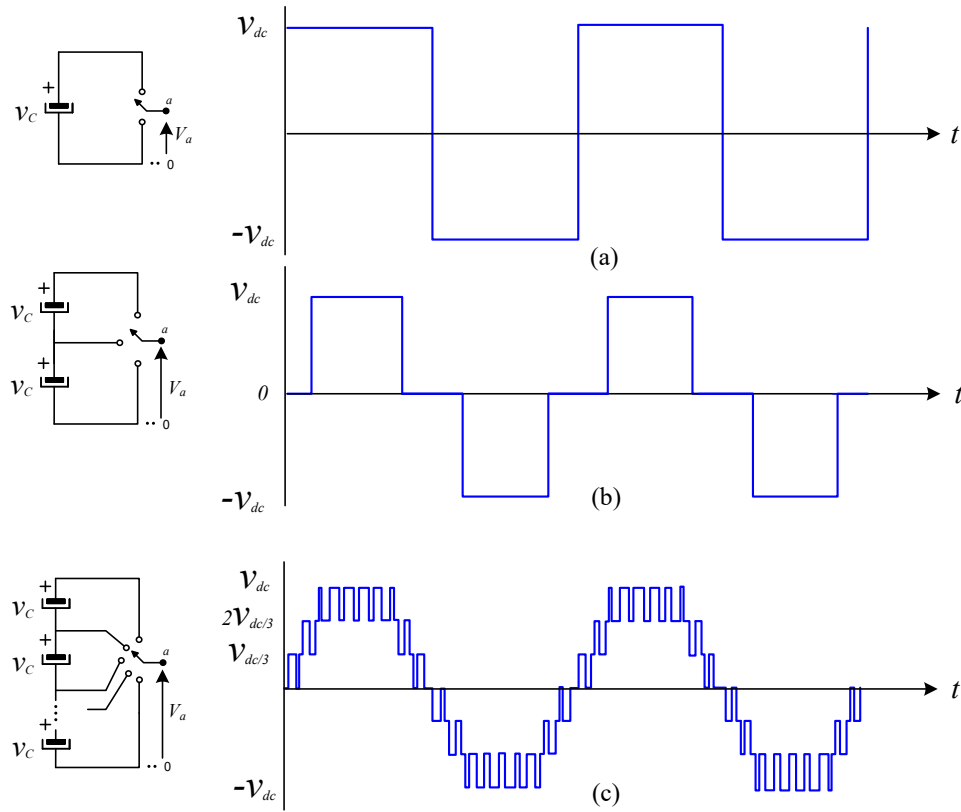 v_dc
a
+
v_C
V_a
t
0
-v_dc
(a)
v_dc
+
v_C
a
+
v_C
0
V_a
t
0
-v_dc
(b)
+
v_dc
v_C
2v_dc/3
+
a
v_C
v_dc/3
t
V_a
+
v_C
0
-v_dc
(c)